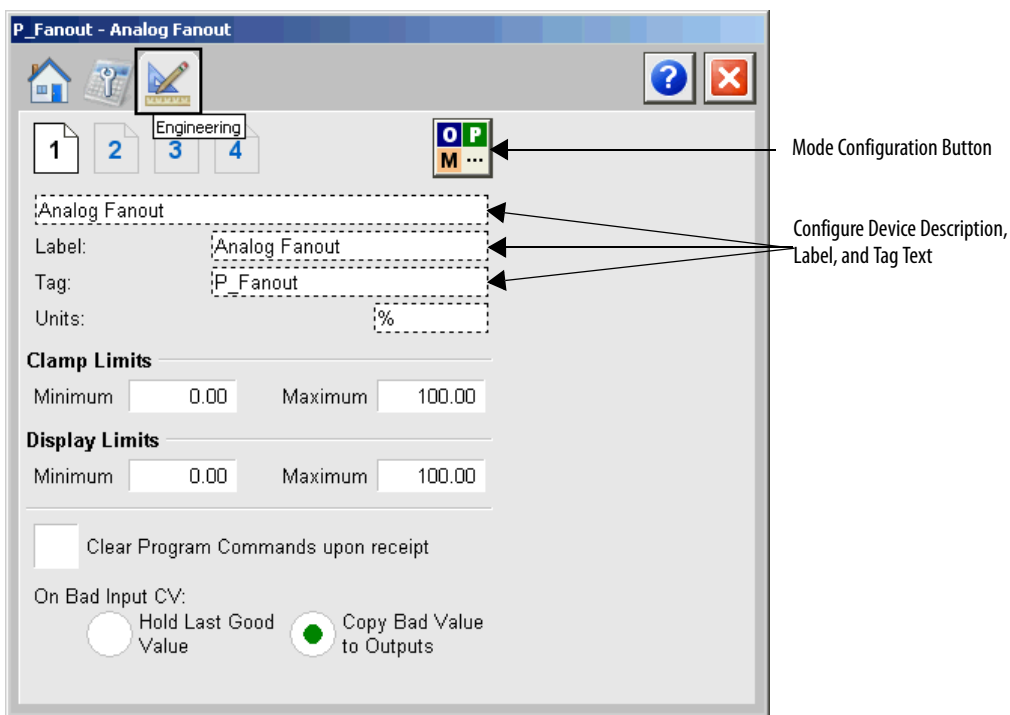 P_Fanout - Analog Fanout
?
Engineering
1 2 3 4
O P
M ...
Mode Configuration Button
Analog Fanout
Label: Analog Fanout
Tag: P_Fanout
Configure Device Description,
Label, and Tag Text
Units: %
Clamp Limits
Minimum 0.00 Maximum 100.00
Display Limits
Minimum 0.00 Maximum 100.00
Clear Program Commands upon receipt
On Bad Input CV:
Hold Last Good
Value
Copy Bad Value
to Outputs